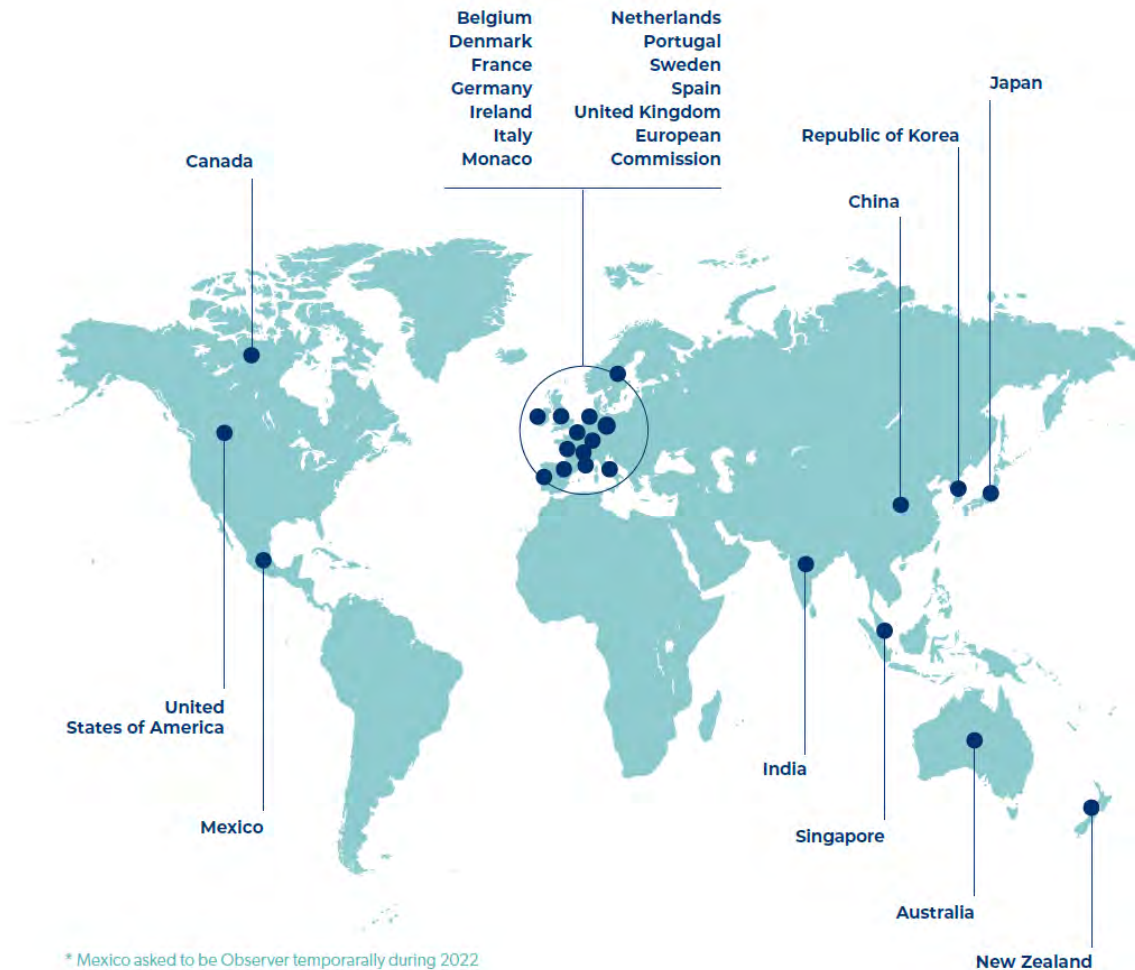 Belgium
Denmark
France
Germany
Ireland
Italy
Monaco
Netherlands
Portugal
Sweden
Spain
United Kingdom
European
Commission
Japan
Republic of Korea
Canada
China
United
States of America
India
Mexico
Singapore
Australia
New Zealand
* Mexico asked to be Observer temporarally during 2022